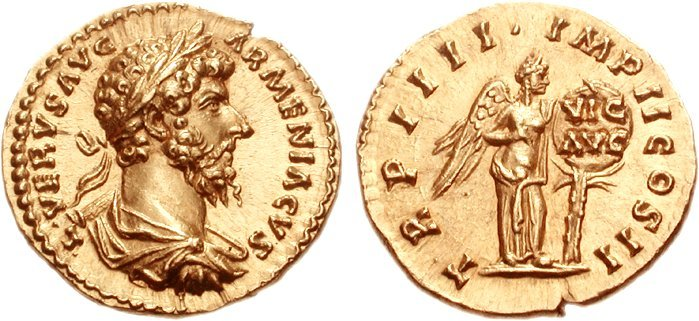 L VERVS AVG ARMENIACVS
TR P IIII · IMP II COS II
VIC
AVG